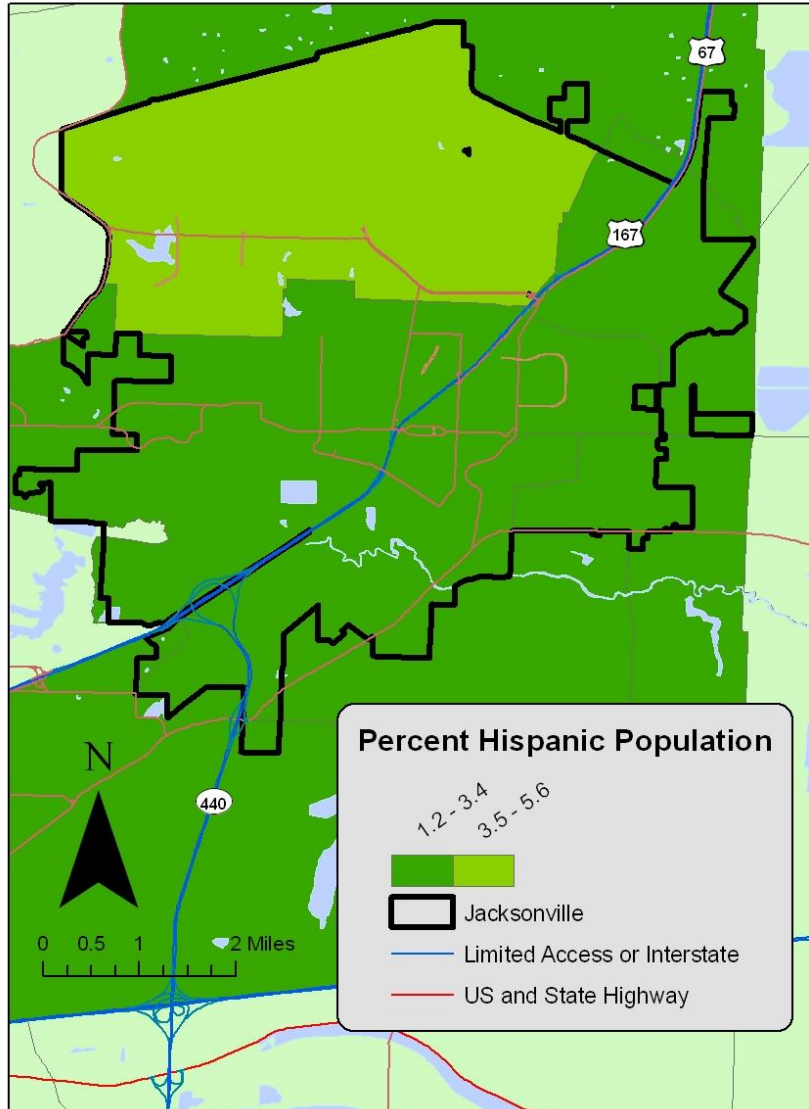 67
167
Percent Hispanic Population
N
1.2 - 3.4
3.5 - 5.6
440
Jacksonville
0 0.5 1 2 Miles
Limited Access or Interstate
US and State Highway